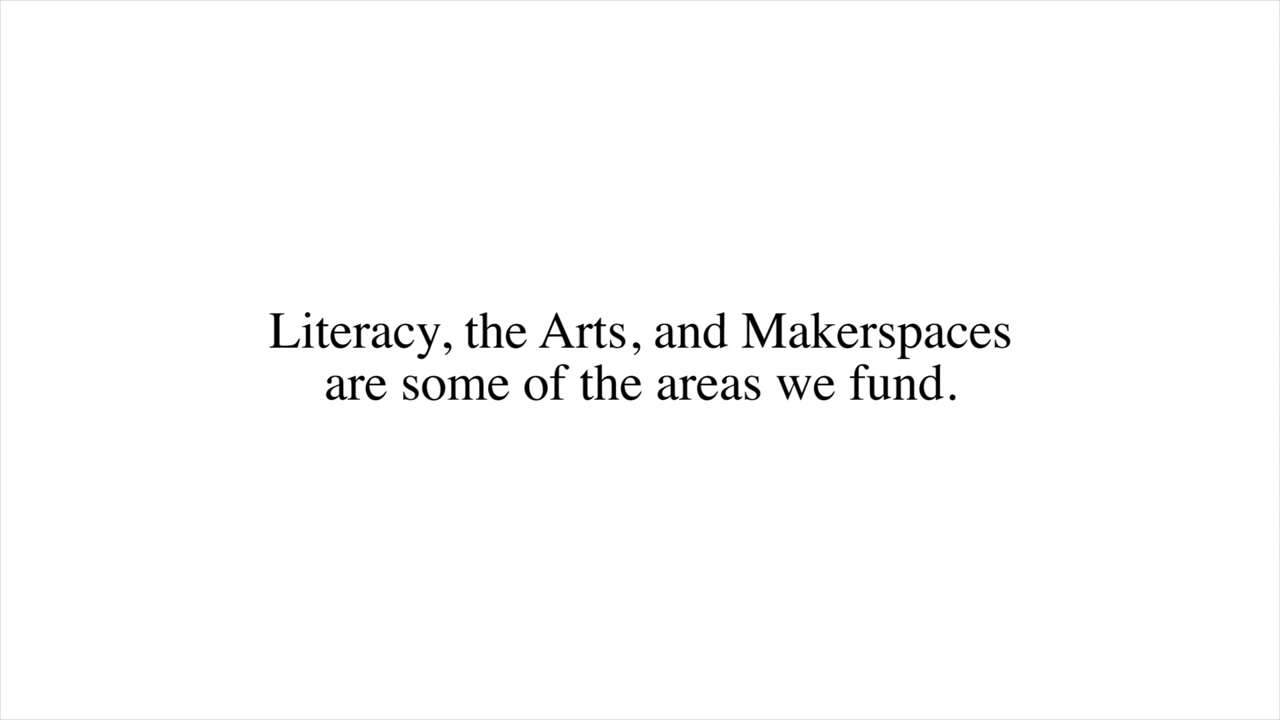 Literacy, the Arts, and Makerspaces
are some of the areas we fund.